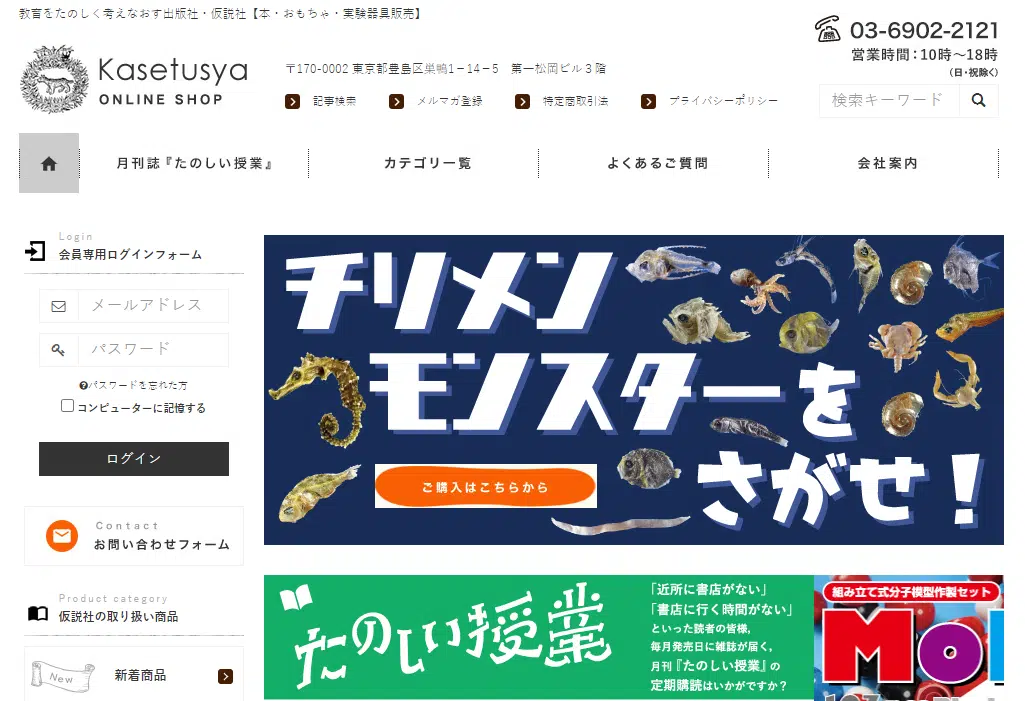 教育をたのしく考えなおす出版社・仮説社【本・おもちゃ・実験器具販売】
Kasetusya
ONLINE SHOP
〒170-0002 東京都豊島区巣鴨1−14−5　第一松岡ビル３階
記事検索
メルマガ登録
特定商取引法
プライバシーポリシー
03-6902-2121
営業時間：10時〜18時
(日・祝除く)
検索キーワード
月刊誌『たのしい授業』
カテゴリ一覧
よくあるご質問
会社案内
Login
会員専用ログインフォーム
メールアドレス
パスワード
パスワードを忘れた方
コンピューターに記憶する
ログイン
Contact
お問い合わせフォーム
Product category
仮説社の取り扱い商品
New
新着商品
チリメン
モンスターを
さがせ！
ご購入はこちらから
たのしい授業
「近所に書店がない」
「書店に行く時間がない」
といった読者の皆様，
毎月発売日に雑誌が届く，
月刊『たのしい授業』の
定期購読はいかがですか？
組み立て式分子模型作製セット
Mo